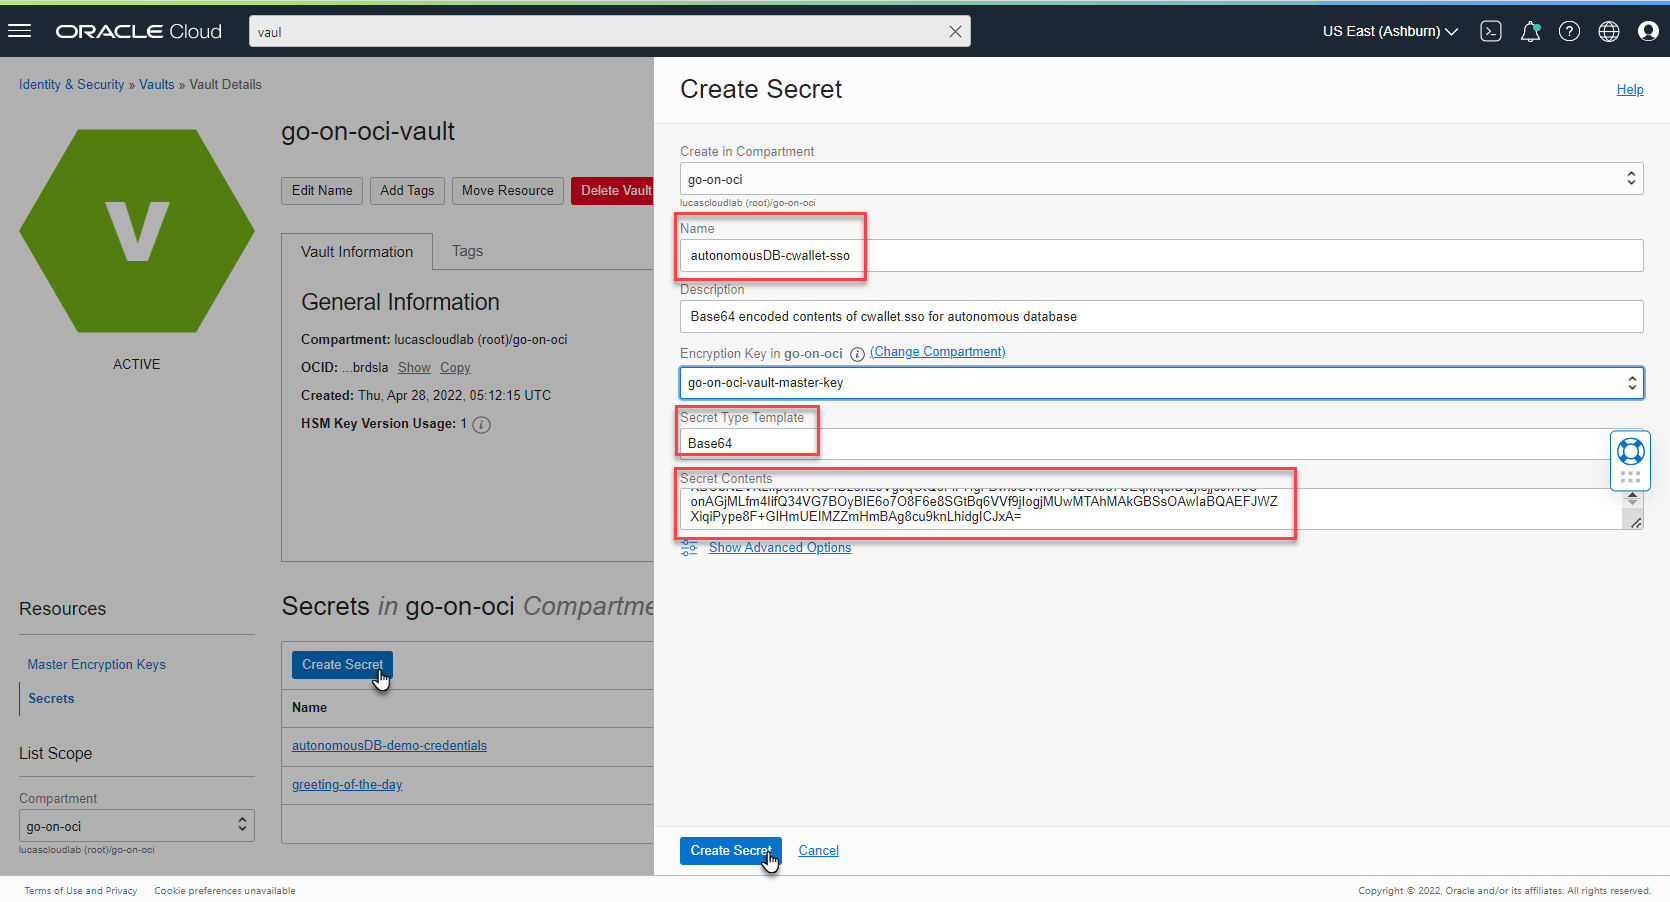 ORACLE Cloud
vaul
US East (Ashburn)
Identity & Security » Vaults » Vault Details
V
ACTIVE
go-on-oci-vault
Edit Name
Add Tags
Move Resource
Delete Vault
Vault Information
Tags
General Information
Compartment: lucascloudlab (root)/go-on-oci
OCID: ...brdsla Show Copy
Created: Thu, Apr 28, 2022, 05:12:15 UTC
HSM Key Version Usage: 1
Resources
Master Encryption Keys
Secrets
List Scope
Compartment
go-on-oci
lucascloudlab (root)/go-on-oci
Secrets in go-on-oci Compartme
Create Secret
Name
autonomousDB-demo-credentials
greeting-of-the-day
Create Secret
Help
Create in Compartment
go-on-oci
lucascloudlab (root)/go-on-oci
Name
autonomousDB-cwallet-sso
Description
Base64 encoded contents of cwallet.sso for autonomous database
Encryption Key in go-on-oci (Change Compartment)
go-on-oci-vault-master-key
Secret Type Template
Base64
Secret Contents
onAGjMLfm4IifQ34VG7BOyBIE6o7O8F6e8SGtBq6VVf9jIogjMUwMTAhMAkGBSsOAwIaBQAEFJWZ
XiqiPype8F+GIHmUEIMZZmHmBAg8cu9knLhidgICJxA=
Show Advanced Options
Create Secret
Cancel
Terms of Use and Privacy
Cookie preferences unavailable
Copyright © 2022, Oracle and/or its affiliates. All rights reserved.